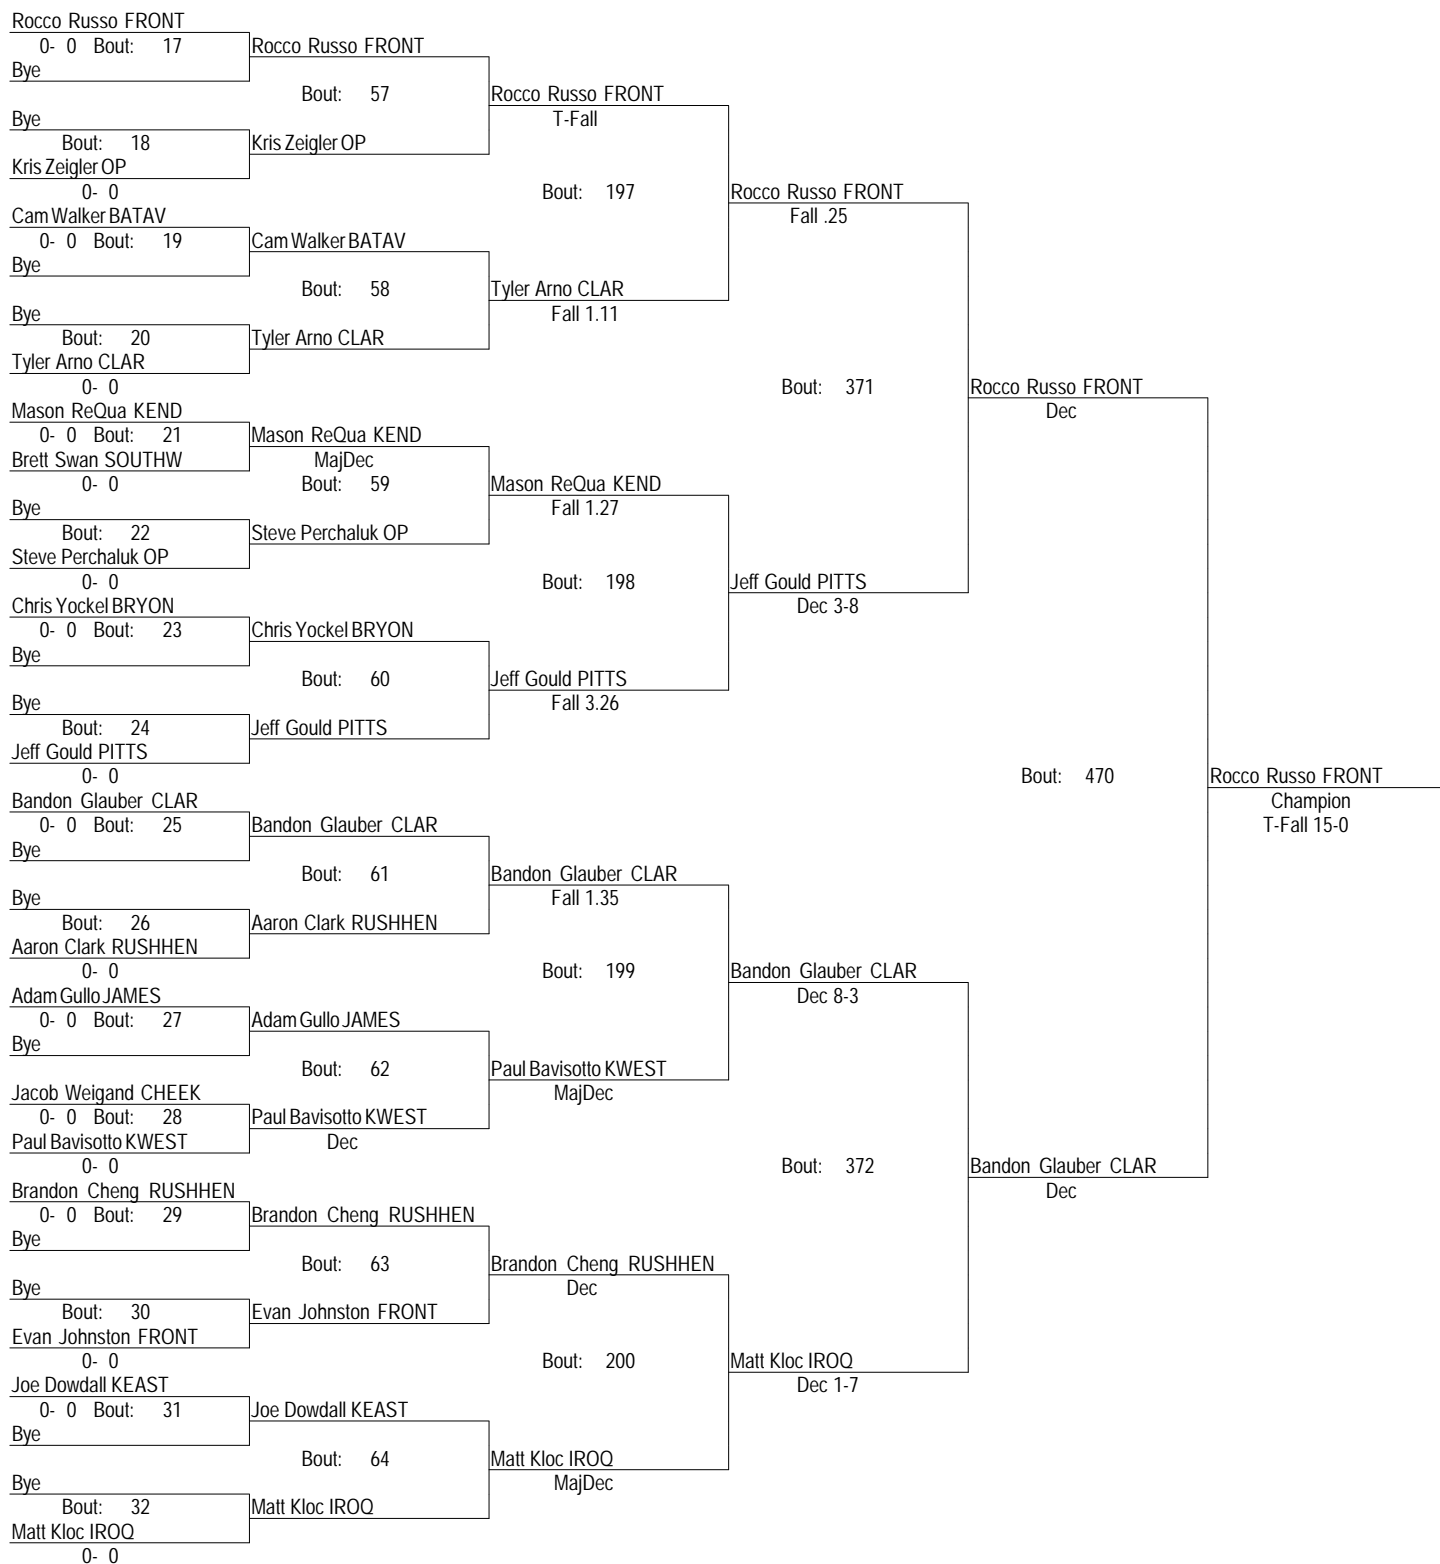 Rocco Russo FRONT
0- 0 Bout: 17
Rocco Russo FRONT
Bye
Bout: 57
Rocco Russo FRONT
Bye
T-Fall
Bout: 18
Kris Zeigler OP
Kris Zeigler OP
0- 0
Bout: 197
Rocco Russo FRONT
Cam Walker BATAV
Fall .25
0- 0 Bout: 19
Cam Walker BATAV
Bye
Bout: 58
Tyler Arno CLAR
Bye
Fall 1.11
Bout: 20
Tyler Arno CLAR
Tyler Arno CLAR
0- 0
Bout: 371
Rocco Russo FRONT
Mason ReQua KEND
Dec
0- 0 Bout: 21
Mason ReQua KEND
Brett Swan SOUTHW
MajDec
0- 0
Bout: 59
Mason ReQua KEND
Bye
Fall 1.27
Bout: 22
Steve Perchaluk OP
Steve Perchaluk OP
0- 0
Bout: 198
Jeff Gould PITTS
Chris Yockel BRYON
Dec 3-8
0- 0 Bout: 23
Chris Yockel BRYON
Bye
Bout: 60
Jeff Gould PITTS
Bye
Fall 3.26
Bout: 24
Jeff Gould PITTS
Jeff Gould PITTS
0- 0
Bout: 470
Rocco Russo FRONT
Bandon Glauber CLAR
Champion
0- 0 Bout: 25
Bandon Glauber CLAR
T-Fall 15-0
Bye
Bout: 61
Bandon Glauber CLAR
Bye
Fall 1.35
Bout: 26
Aaron Clark RUSHHEN
Aaron Clark RUSHHEN
0- 0
Bout: 199
Bandon Glauber CLAR
Adam Gullo JAMES
Dec 8-3
0- 0 Bout: 27
Adam Gullo JAMES
Bye
Bout: 62
Paul Bavisotto KWEST
Jacob Weigand CHEEK
MajDec
0- 0 Bout: 28
Paul Bavisotto KWEST
Paul Bavisotto KWEST
Dec
0- 0
Bout: 372
Bandon Glauber CLAR
Brandon Cheng RUSHHEN
Dec
0- 0 Bout: 29
Brandon Cheng RUSHHEN
Bye
Bout: 63
Brandon Cheng RUSHHEN
Bye
Dec
Bout: 30
Evan Johnston FRONT
Evan Johnston FRONT
0- 0
Bout: 200
Matt Kloc IROQ
Joe Dowdall KEAST
Dec 1-7
0- 0 Bout: 31
Joe Dowdall KEAST
Bye
Bout: 64
Matt Kloc IROQ
Bye
MajDec
Bout: 32
Matt Kloc IROQ
Matt Kloc IROQ
0- 0